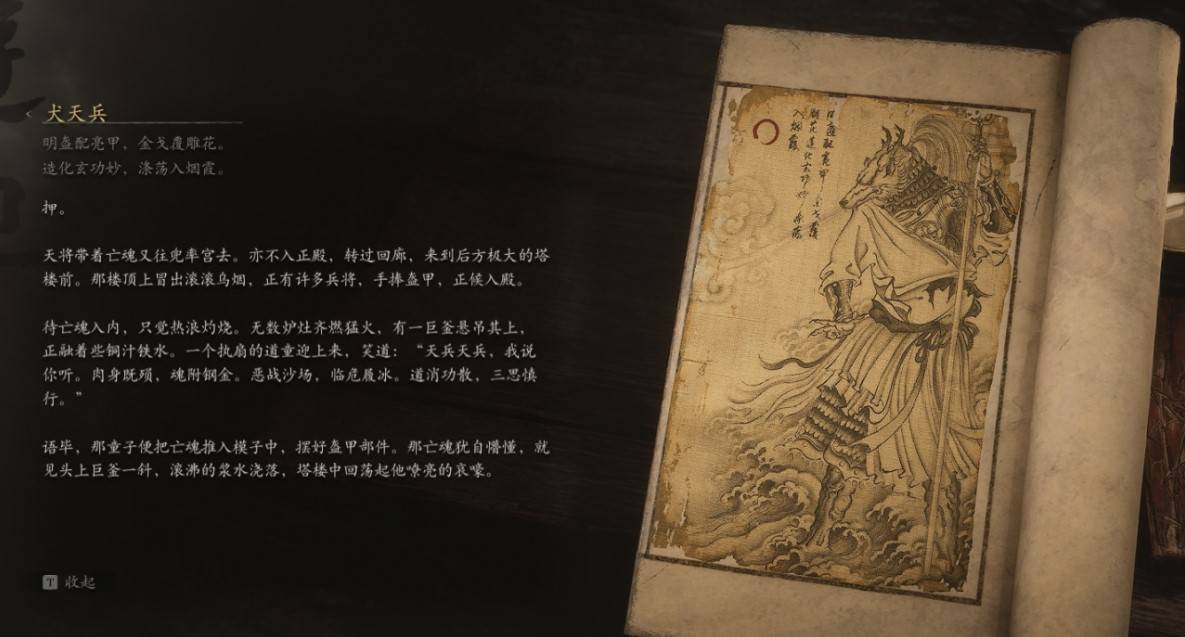 犬天兵
明盔配亮甲，金戈覆雕花。
造化玄功妙，涤荡入烟霞。
押。
天将带着亡魂又往兜率宫去。亦不入正殿，转过回廊，来到后方极大的塔
楼前。那楼顶上冒出滚滚乌烟，正有许多兵将，手捧盔甲，正候入殿。
待亡魂入内，只觉热浪灼烧。无数炉灶齐燃猛火，有一巨釜悬吊其上，
正融着些铜汁铁水。一个执扇的道童迎上来，笑道：“天兵天兵，我说
你听。肉身既殒，魂附钢金。恶战沙场，临危履冰。道消功散，三思慎
行。”
语毕，那童子便把亡魂推入模子中，摆好盔甲部件。那亡魂犹自懵懂，就
见头上巨釜一斜，滚沸的浆水浇落，塔楼中回荡起他嘹亮的哀嚎。
T 收起
明盔配亮甲 金戈覆
雕花造化玄功妙 涤荡
入烟霞